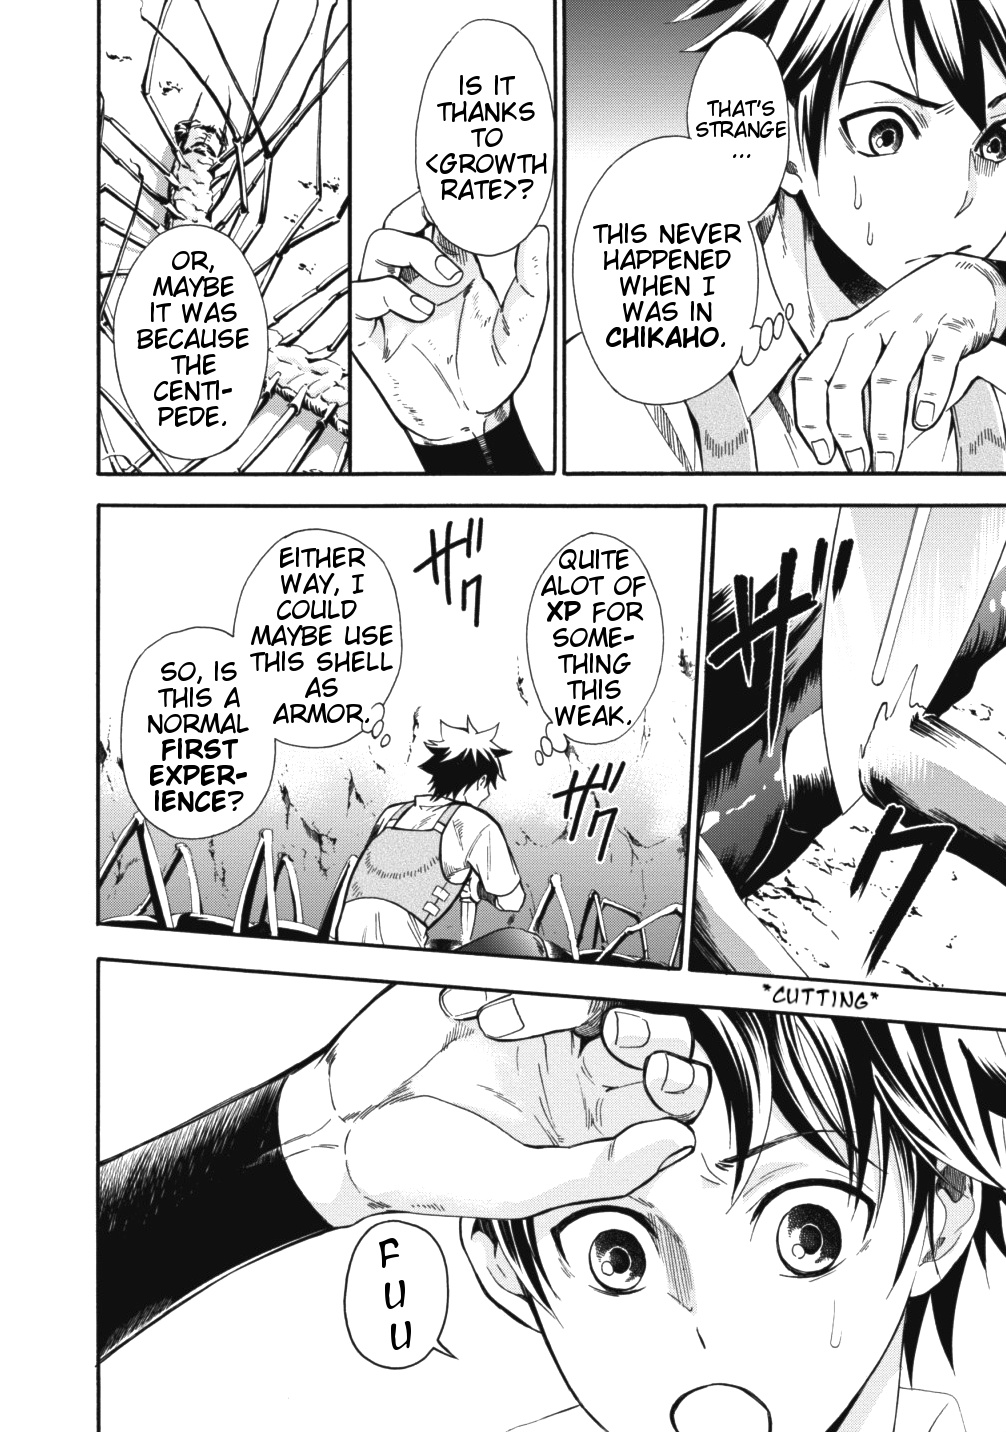 THAT'S
STRANGE
...
THIS NEVER
HAPPENED
WHEN I
WAS IN
CHIKAHO.
IS IT
THANKS
TO
<GROWTH
RATE>?
OR,
MAYBE
IT WAS
BECAUSE
THE
CENTI-
PEDE.
ザク
*CUTTING*
ザク
ザク
QUITE
ALOT OF
XP FOR
SOME-
THING
THIS
WEAK.
EITHER
WAY, I
COULD
MAYBE USE
THIS SHELL
AS
ARMOR.
SO, IS
THIS A
NORMAL
FIRST
EXPER-
IENCE?
FUU